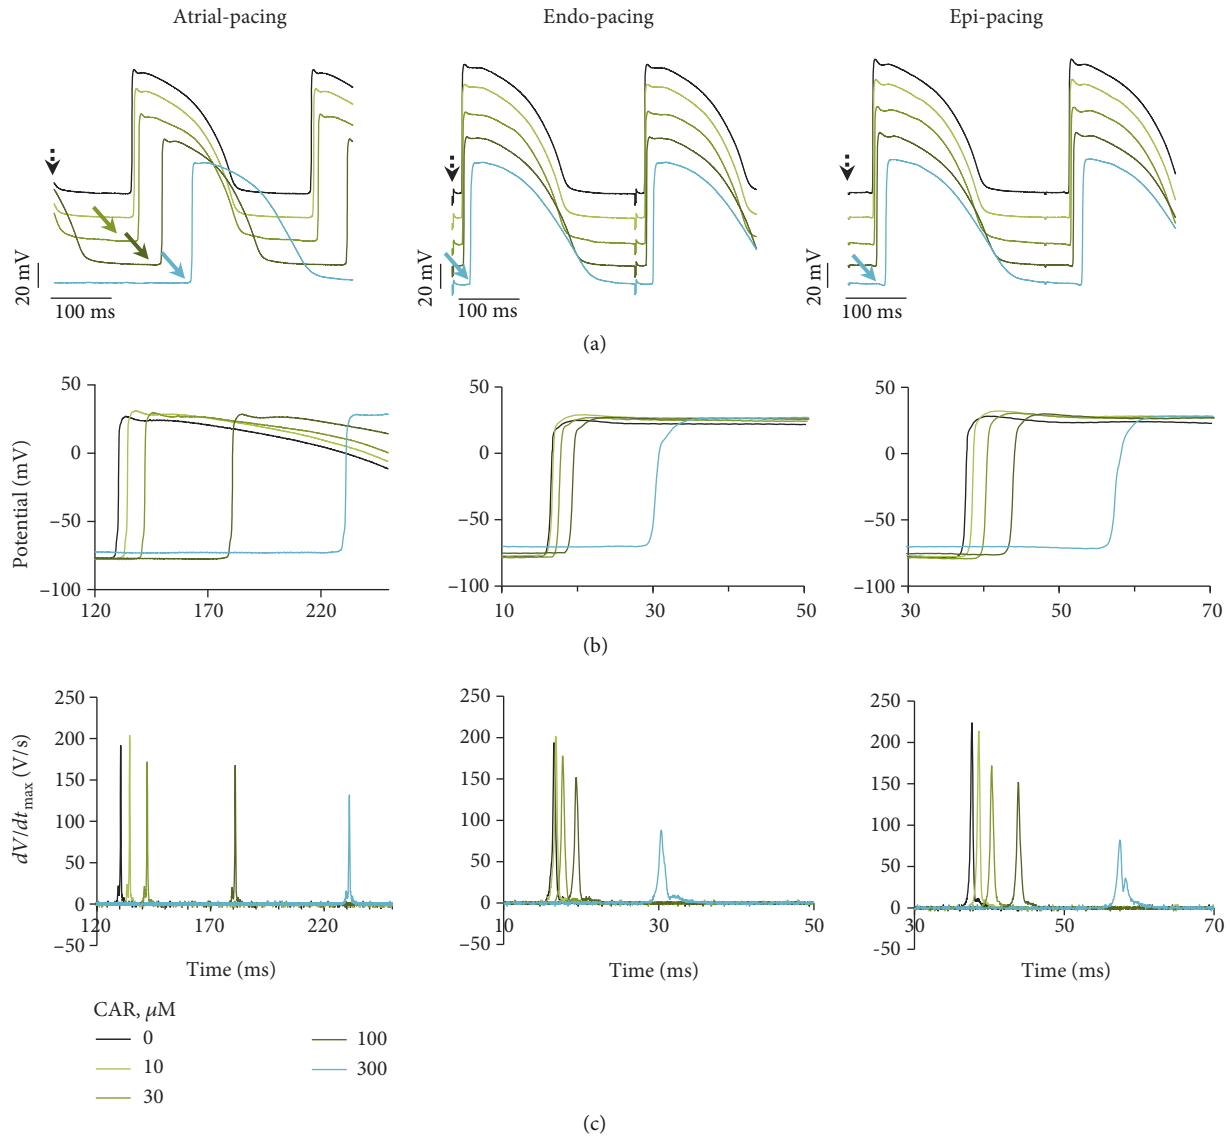 Atrial-pacing Endo-pacing Epi-pacing
20 mV 20 mV 20 mV
100 ms 100 ms 100 ms
(a)
50 50 50
0 0 0
−50 −50 −50
−100 −100 −100
Potential (mV)
120 170 220 10 30 50 30 50 70
(b)
250 250 250
200 200 200
150 150 150
100 100 100
50 50 50
0 0 0
120 170 220 10 30 50 30 50 70
−50 −50 -50
dV/dtmax (V/s)
Time (ms) Time (ms) Time (ms)
CAR, μM
0 100
10 300
30
(c)